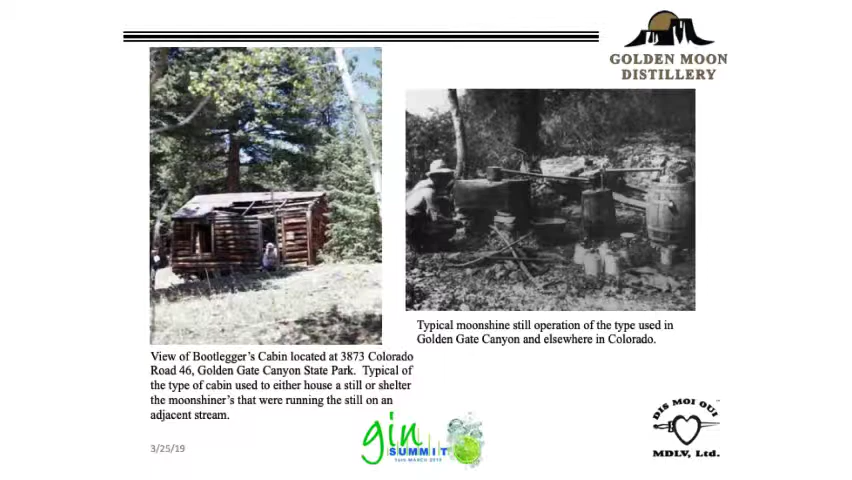 GOLDEN MOON
DISTILLERY
Typical moonshine still operation of the type used in
Golden Gate Canyon and elsewhere in Colorado.
View of Bootlegger's Cabin located at 3873 Colorado
Road 46, Golden Gate Canyon State Park. Typical of
the type of cabin used to either house a still or shelter
the moonshiner's that were running the still on an
adjacent stream.
3/25/19
gin
SUMMIT
DIS MOI OUI
MDLV, Ltd.